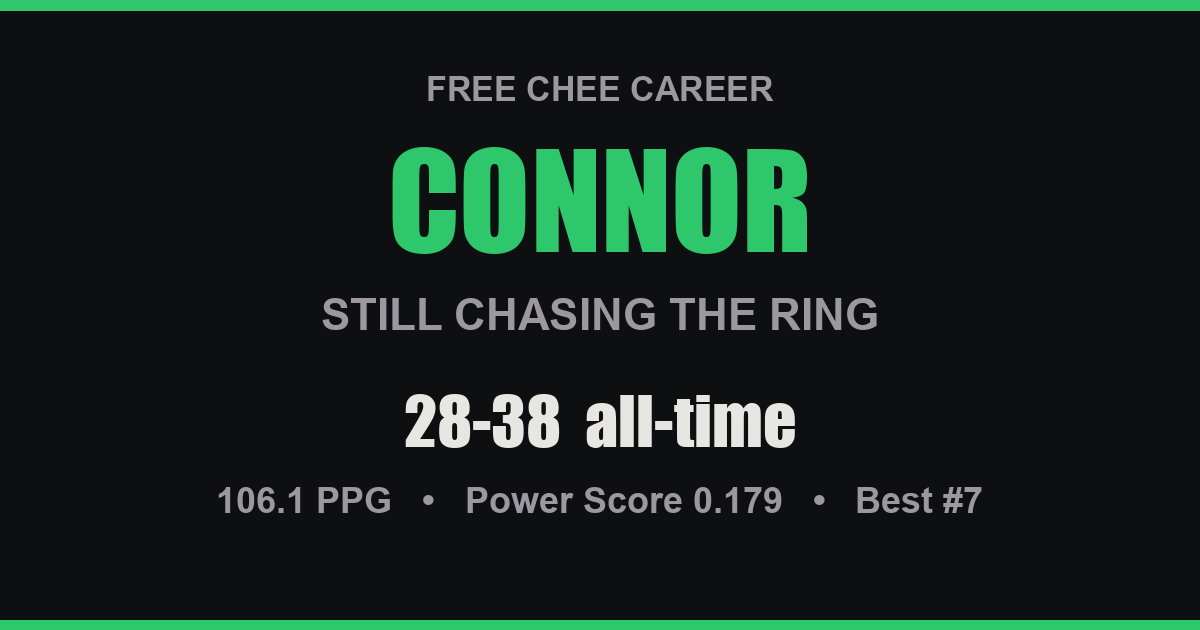 FREE CHEE CAREER
CONNOR
STILL CHASING THE RING
28-38 all-time
106.1 PPG • Power Score 0.179 • Best #7